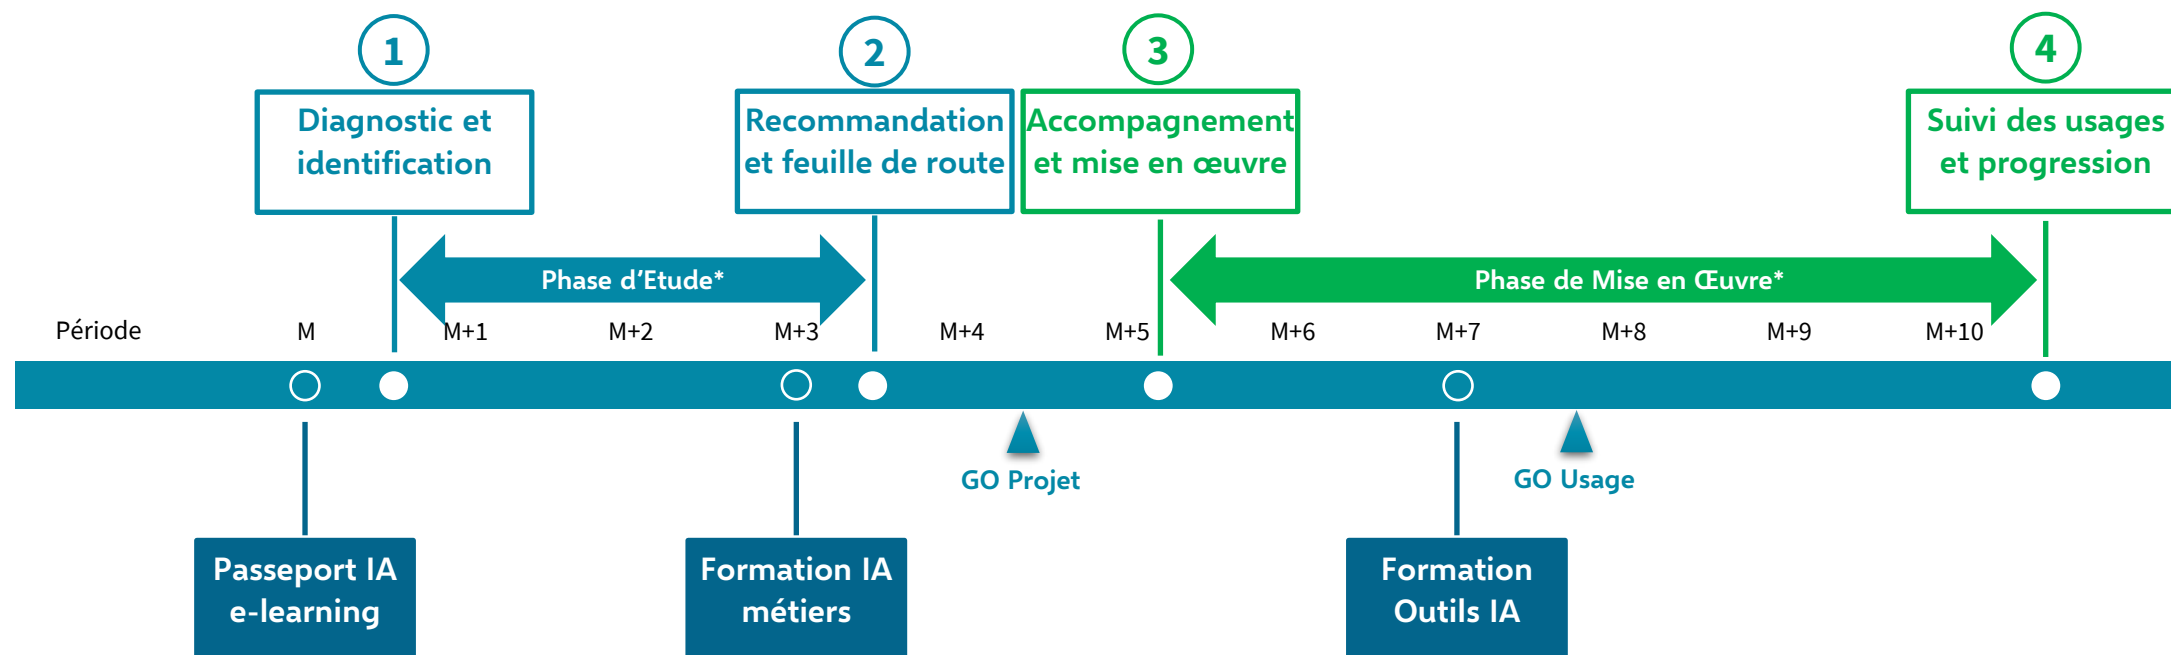 1
2
3
4
Diagnostic et
identification
Recommandation
et feuille de route
Accompagnement
et mise en œuvre
Suivi des usages
et progression
Phase d'Etude*
Phase de Mise en Œuvre*
Période M M+1 M+2 M+3 M+4 M+5 M+6 M+7 M+8 M+9 M+10
GO Projet
GO Usage
Passeport IA
e-learning
Formation IA
métiers
Formation
Outils IA